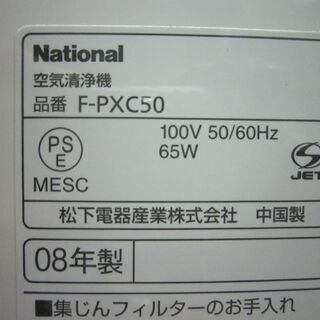 National
空気清浄機
品番 F-PXC50
PS
E
MESC
100V 50/60Hz
65W
JET
松下電器産業株式会社 中国製
08年製
■集じんフィルターのお手入れ